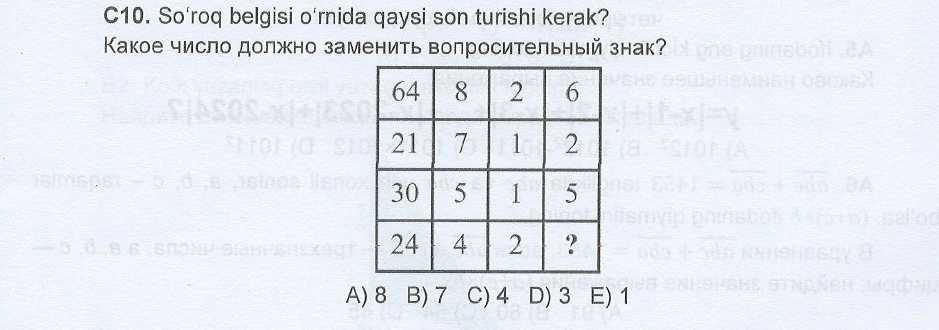 C10. So‘roq belgisi o‘rnida qaysi son turishi kerak?
Какое число должно заменить вопросительный знак?
64 8 2 6
21 7 1 2
30 5 1 5
24 4 2 ?
A) 8 B) 7 C) 4 D) 3 E) 1